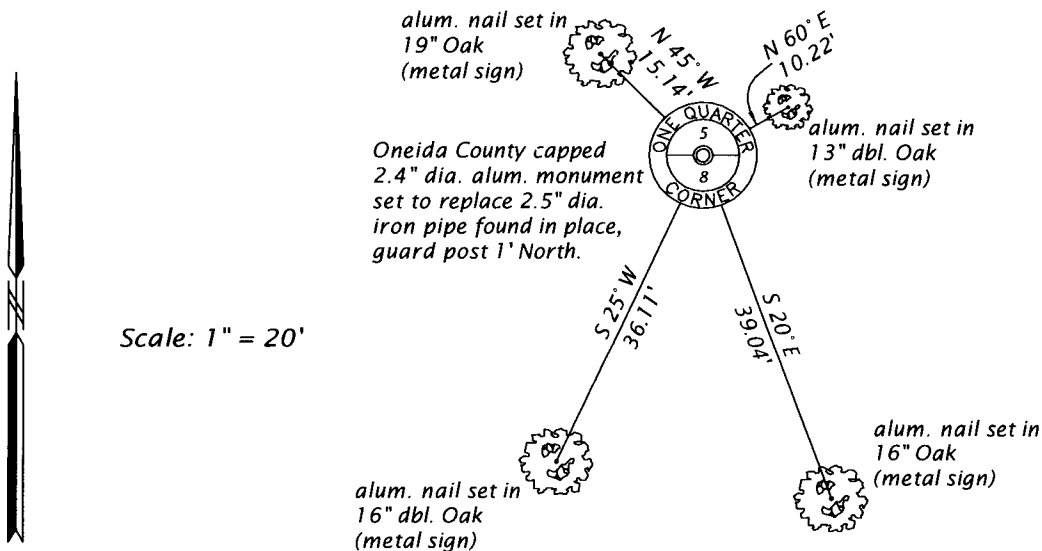 alum. nail set in
19" Oak
(metal sign)
N 45° W
15.14'
N 60° E
10.22'
ONE QUARTER
5
8
CORNER
alum. nail set in
13" dbl. Oak
(metal sign)
Oneida County capped
2.4" dia. alum. monument
set to replace 2.5" dia.
iron pipe found in place,
guard post 1' North.
Scale: 1" = 20'
S 25° W
36.11'
S 20° E
39.04'
alum. nail set in
16" Oak
(metal sign)
alum. nail set in
16" dbl. Oak
(metal sign)